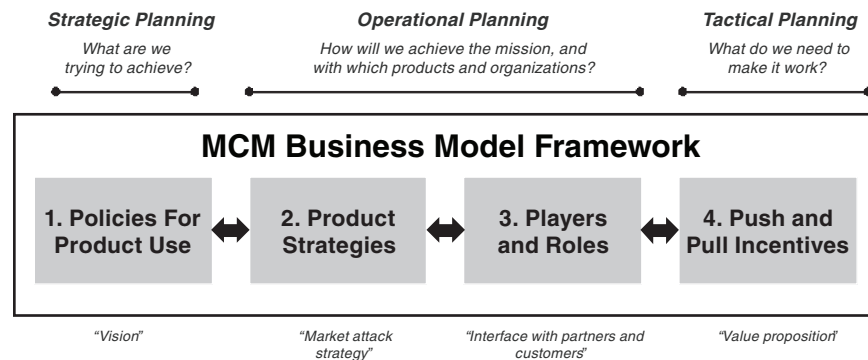 Strategic Planning
What are we
trying to achieve?
Operational Planning
How will we achieve the mission, and
with which products and organizations?
Tactical Planning
What do we need to
make it work?
MCM Business Model Framework
1. Policies For
Product Use
2. Product
Strategies
3. Players
and Roles
4. Push and
Pull Incentives
“Vision”
“Market attack
strategy”
“Interface with partners and
customers”
“Value proposition”